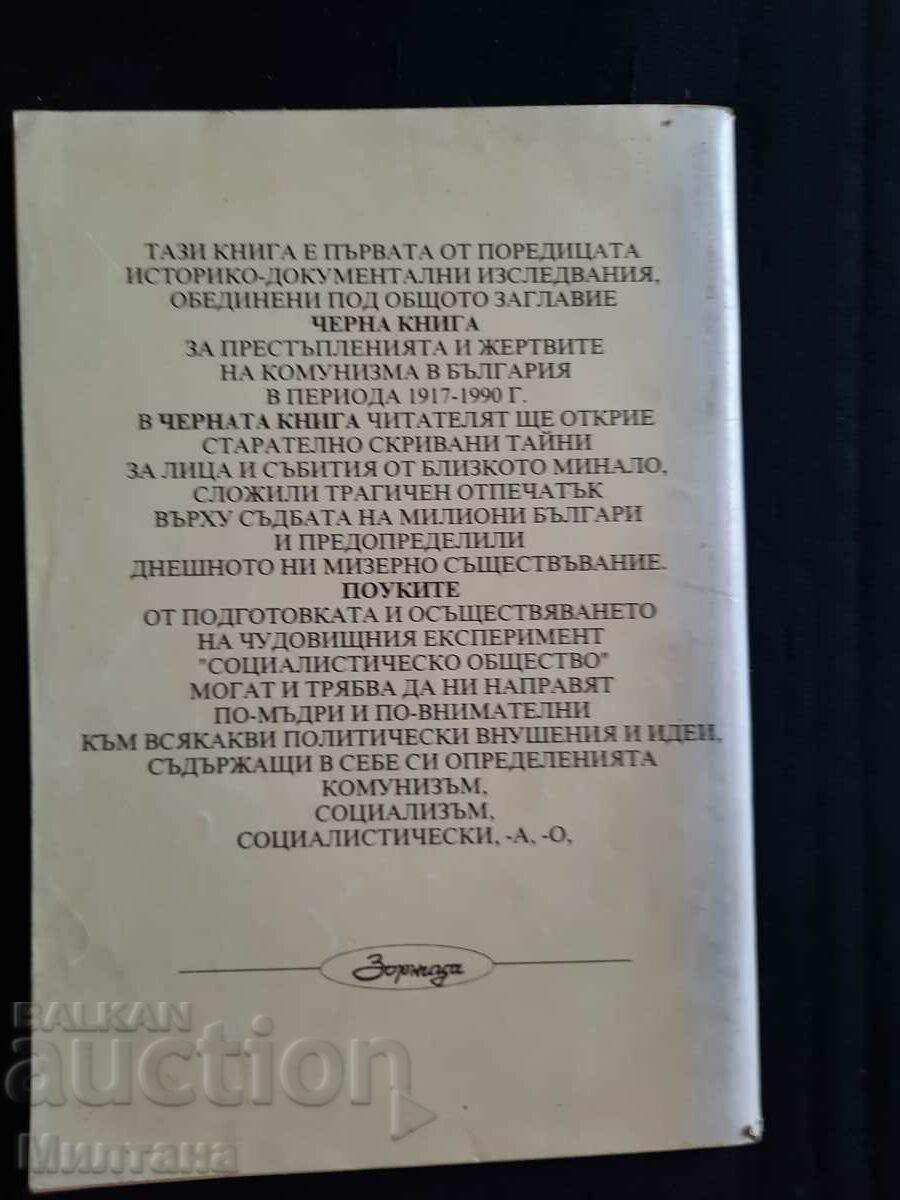 ТАЗИ КНИГА Е ПЪРВАТА ОТ ПОРЕДИЦАТА
ИСТОРИКО-ДОКУМЕНТАЛНИ ИЗСЛЕДВАНИЯ,
ОБЕДИНЕНИ ПОД ОБЩОТО ЗАГЛАВИЕ
ЧЕРНА КНИГА
ЗА ПРЕСТЪПЛЕНИЯТА И ЖЕРТВИТЕ
НА КОМУНИЗМА В БЪЛГАРИЯ
В ПЕРИОДА 1917-1990 Г.
В ЧЕРНАТА КНИГА ЧИТАТЕЛЯТ ЩЕ ОТКРИЕ
СТАРАТЕЛНО СКРИВАНИ ТАЙНИ
ЗА ЛИЦА И СЪБИТИЯ ОТ БЛИЗКОТО МИНАЛО,
СЛОЖИЛИ ТРАГИЧЕН ОТПЕЧАТЪК
ВЪРХУ СЪДБАТА НА МИЛИОНИ БЪЛГАРИ
И ПРЕДОПРЕДЕЛИЛИ
ДНЕШНОТО НИ МИЗЕРНО СЪЩЕСТВЪВАНИЕ.
ПОУКИТЕ
ОТ ПОДГОТОВКАТА И ОСЪЩЕСТВЯВАНЕТО
НА ЧУДОВИЩНИЯ ЕКСПЕРИМЕНТ
"СОЦИАЛИСТИЧЕСКО ОБЩЕСТВО"
МОГАТ И ТРЯБВА ДА НИ НАПРАВЯТ
ПО-МЪДРИ И ПО-ВНИМАТЕЛНИ
КЪМ ВСЯКАКВИ ПОЛИТИЧЕСКИ ВНУШЕНИЯ И ИДЕИ,
СЪДЪРЖАЩИ В СЕБЕ СИ ОПРЕДЕЛЕНИЯТА
КОМУНИЗЪМ,
СОЦИАЛИЗЪМ,
СОЦИАЛИСТИЧЕСКИ, -А, -О,
Зорница
BALKAN
auction
Милтана